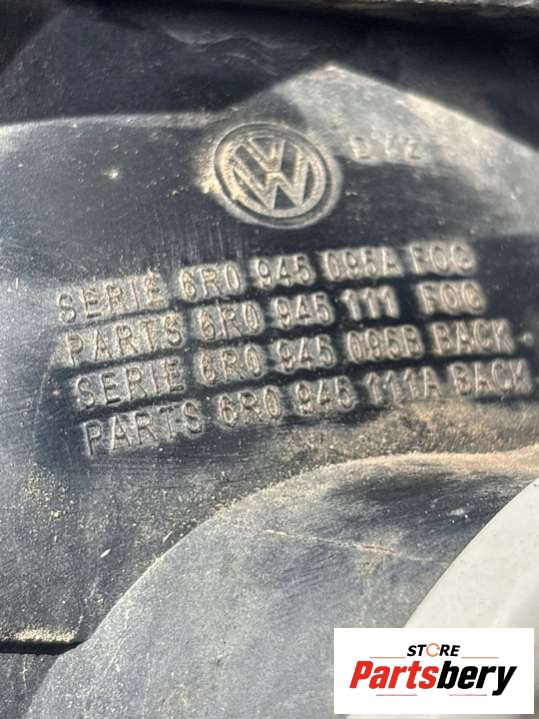 SERIE 6R0 945 095A FOG
PARTS 6R0 945 111 FOG
SERIE 6R0 945 095B BACK
PARTS 6R0 945 111A BACK
STORE
Partsbery